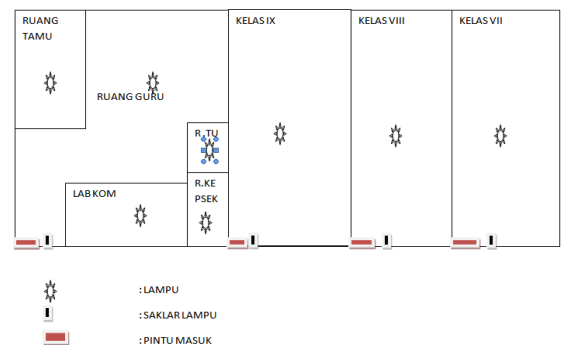 RUANG
TAMU
RUANG GURU
KELAS IX
KELAS VIII
KELAS VII
R. TU
R.KE
PSEK
LAB KOM
: LAMPU
: SAKLAR LAMPU
: PINTU MASUK